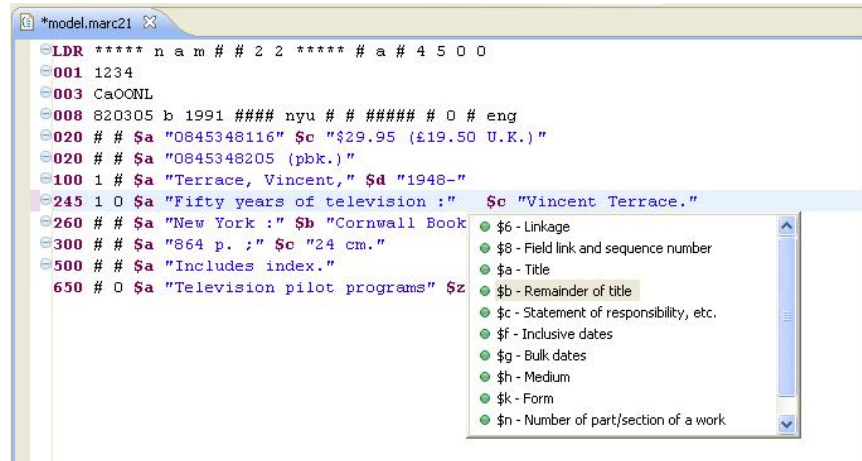 *model.marc21
LDR ***** n a m # # 2 2 ***** # a # 4 5 0 0
001 1234
003 CaOONL
008 820305 b 1991 #### nyu # # ##### # 0 # eng
020 # # $a "0845348116" $c "$29.95 (£19.50 U.K.)"
020 # # $a "0845348205 (pbk.)"
100 1 # $a "Terrace, Vincent," $d "1948-"
245 1 0 $a "Fifty years of television :" $c "Vincent Terrace."
260 # # $a "New York :" $b "Cornwall Book
300 # # $a "864 p. ;" $c "24 cm."
500 # # $a "Includes index."
650 # 0 $a "Television pilot programs" $z
$6 - Linkage
$8 - Field link and sequence number
$a - Title
$b - Remainder of title
$c - Statement of responsibility, etc.
$f - Inclusive dates
$g - Bulk dates
$h - Medium
$k - Form
$n - Number of part/section of a work